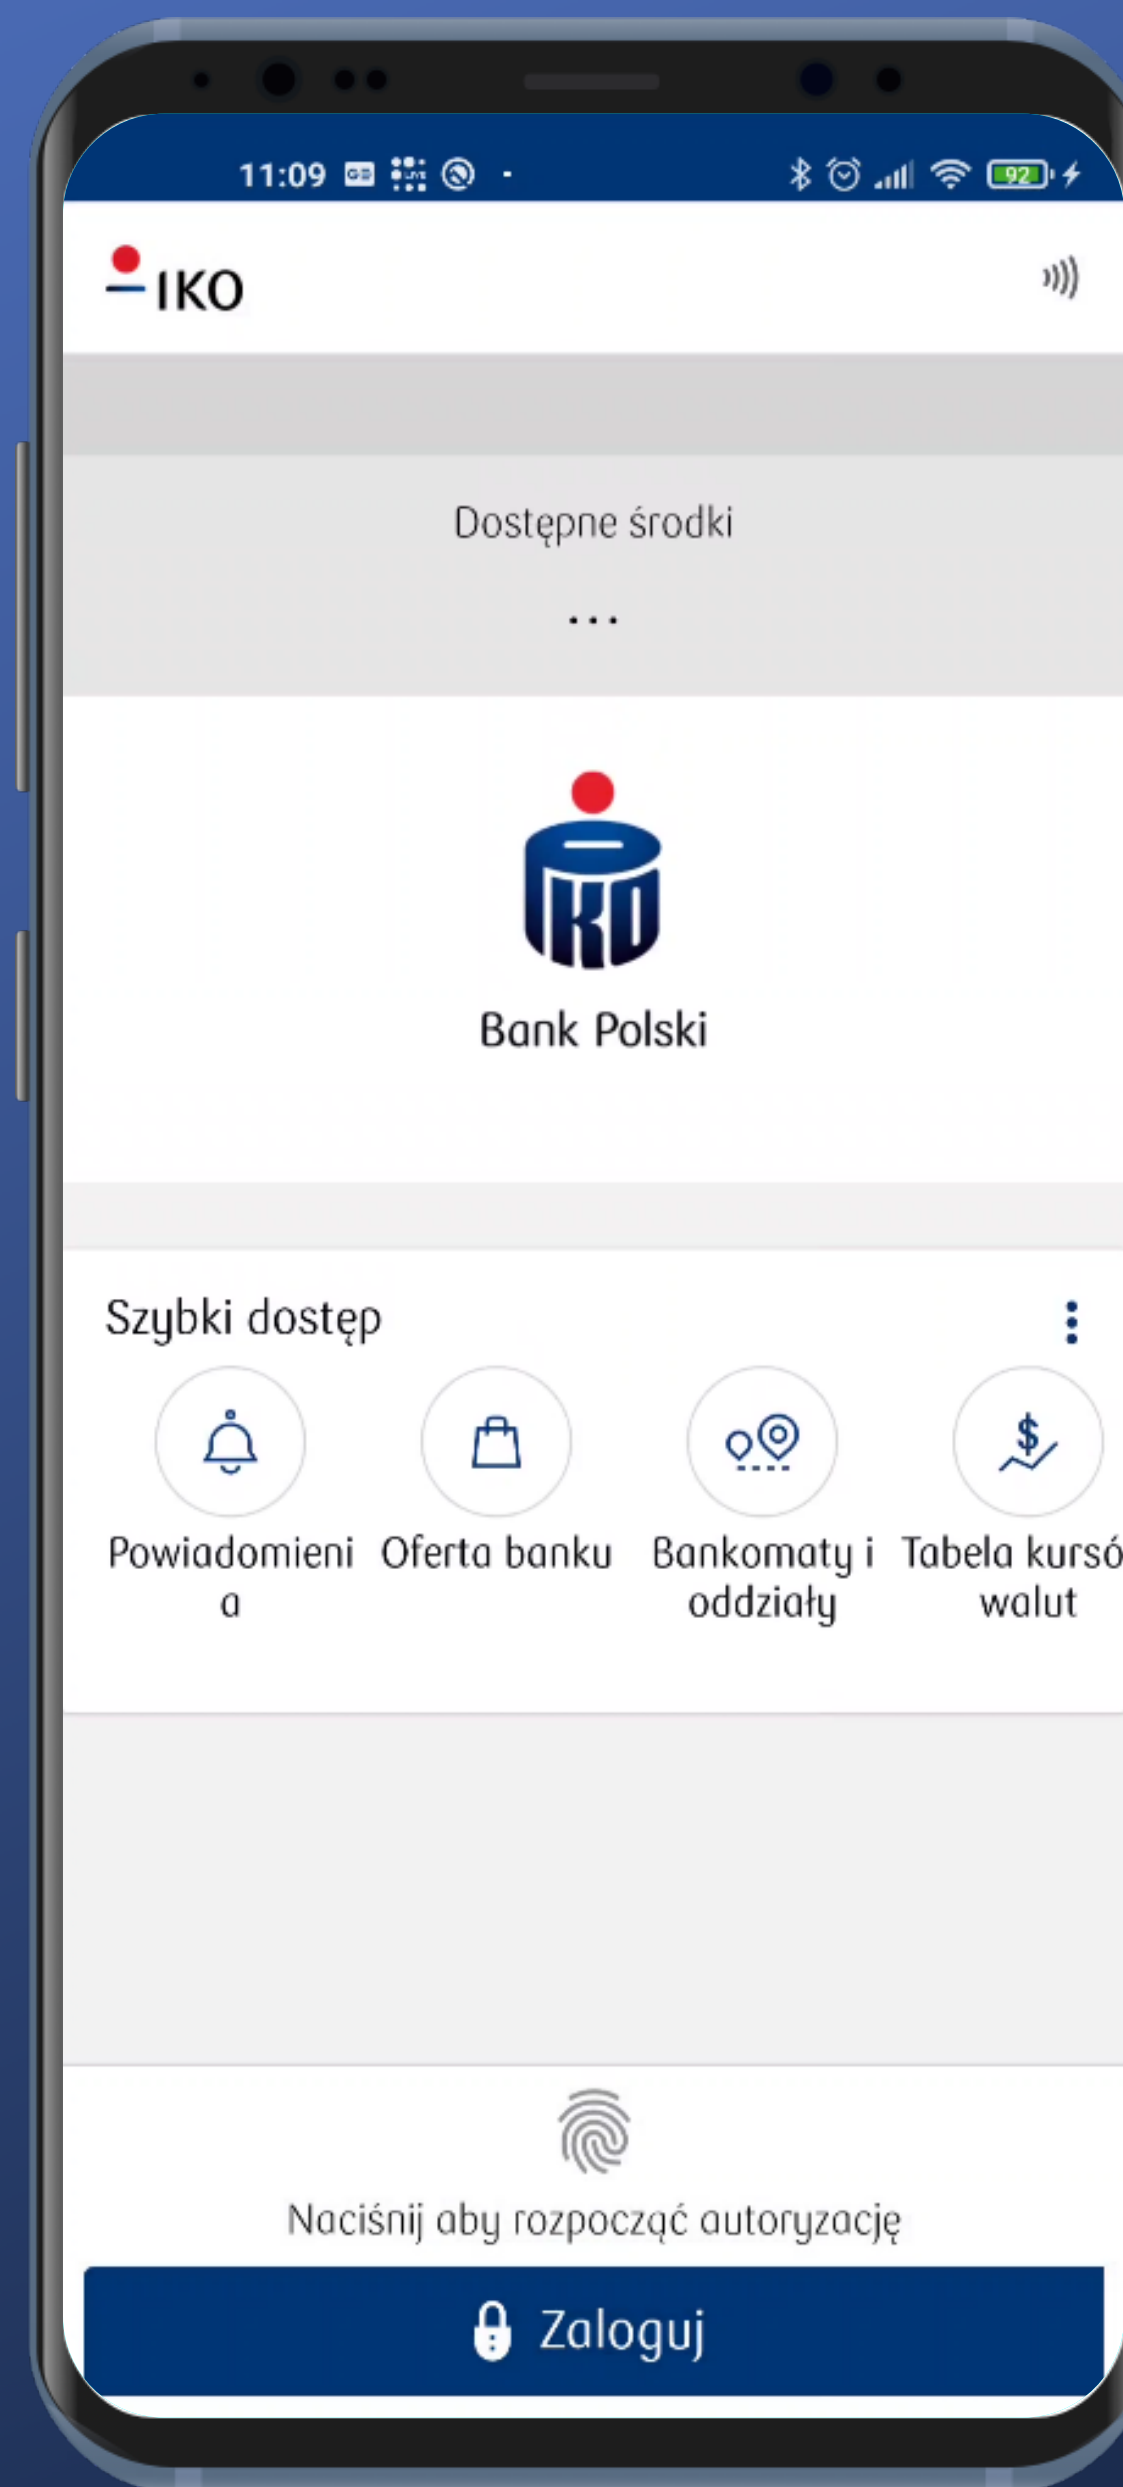 11:09
92
IKO
Dostępne środki
...
PKO
Bank Polski
Szybki dostęp
Powiadomieni
a
Oferta banku
Bankomaty i
oddziały
Tabela kursó
walut
Naciśnij aby rozpocząć autoryzację
Zaloguj